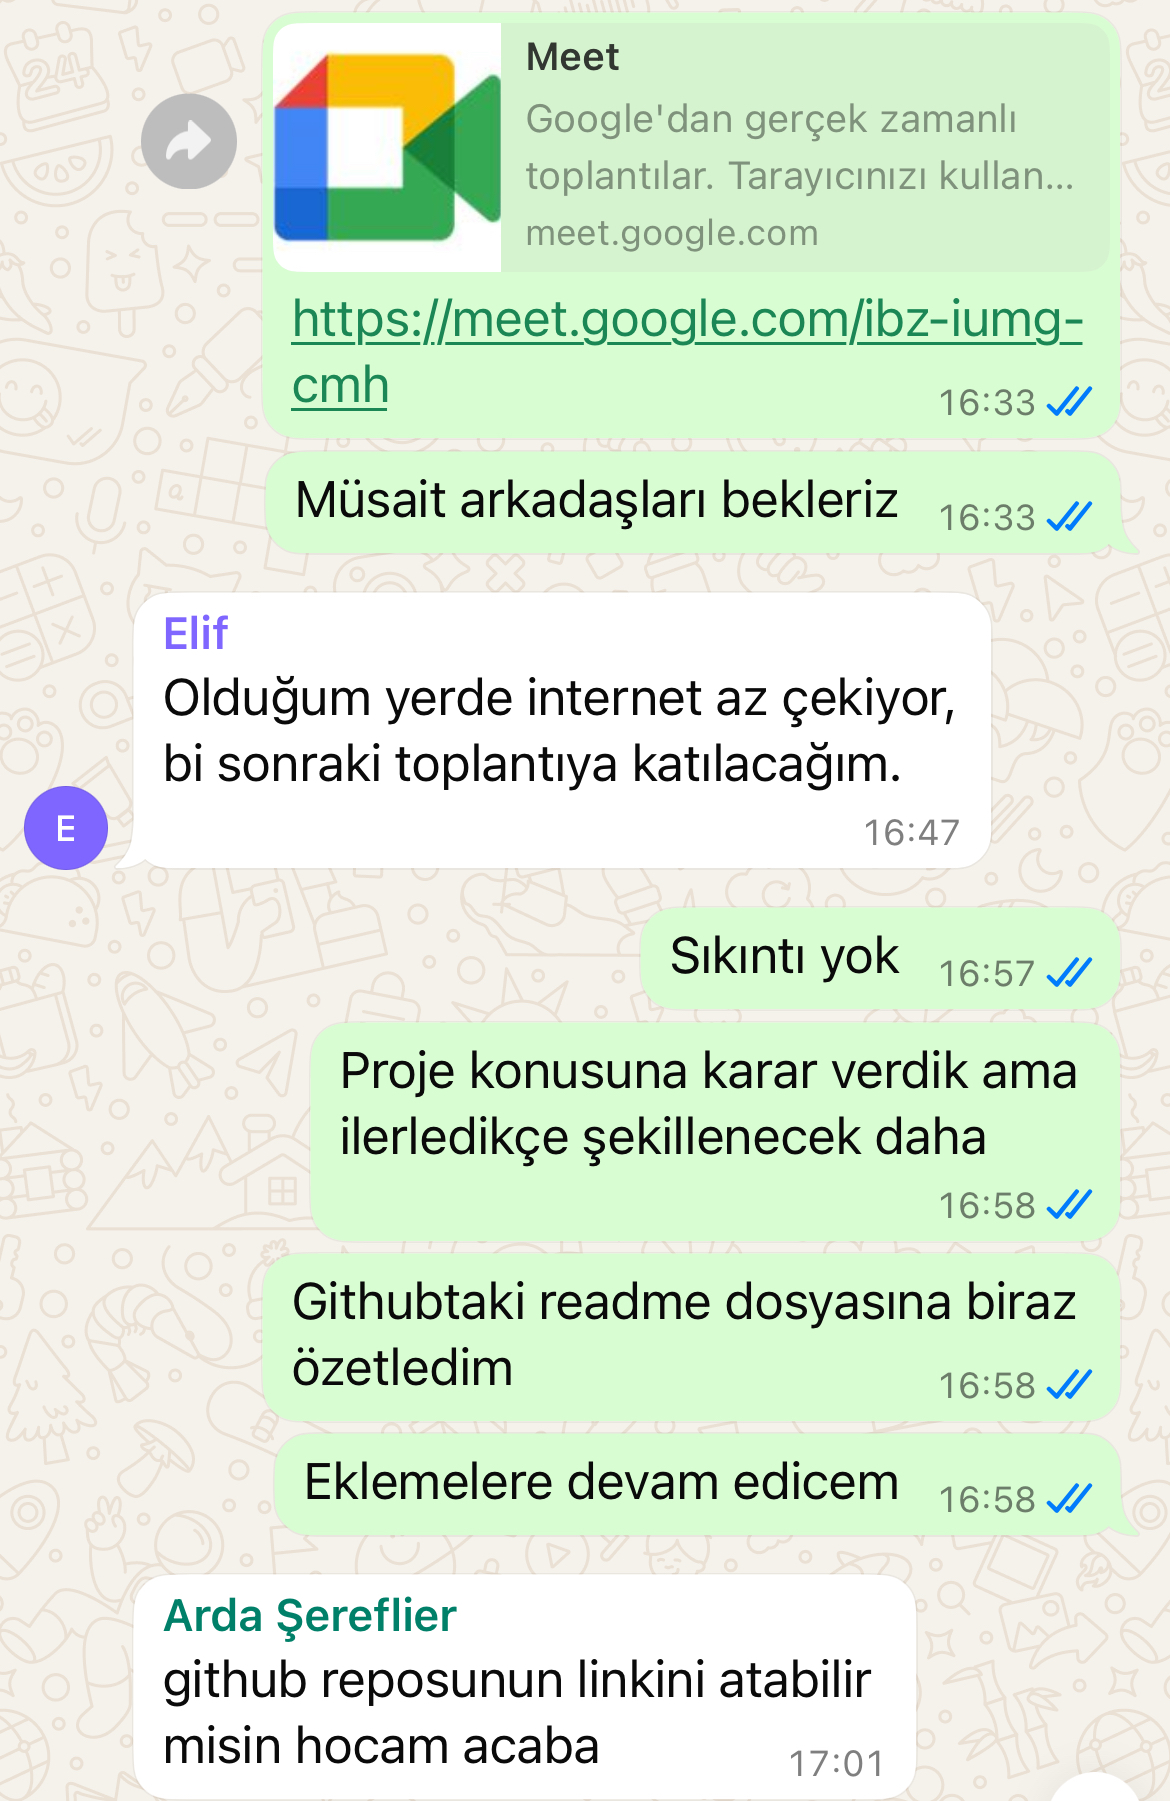 Meet
Google'dan gerçek zamanlı
toplantılar. Tarayıcınızı kullan...
meet.google.com
https://meet.google.com/ibz-iumg-
cmh
16:33
Müsait arkadaşları bekleriz 16:33
Elif
Olduğum yerde internet az çekiyor,
bi sonraki toplantıya katılacağım.
E
16:47
Sıkıntı yok 16:57
Proje konusuna karar verdik ama
ilerledikçe şekillenecek daha
16:58
Githubtaki readme dosyasına biraz
özetledim
16:58
Eklemelere devam edicem 16:58
Arda Şereflier
github reposunun linkini atabilir
misin hocam acaba
17:01